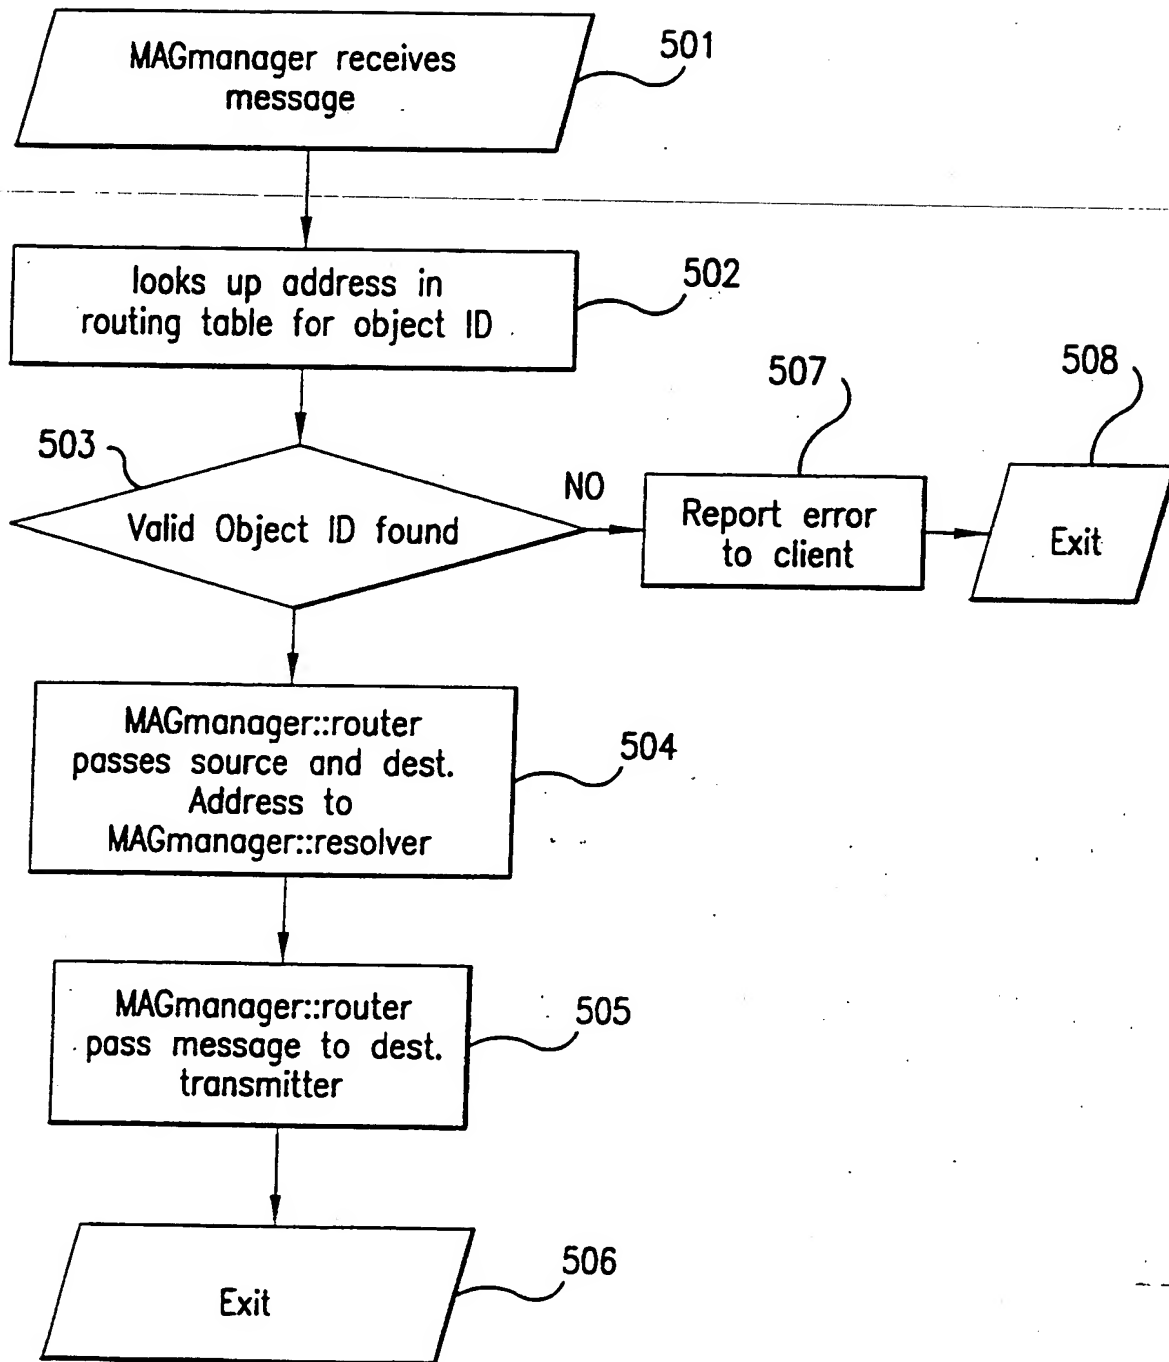 MAGmanager receives
message
501
looks up address in
routing table for object ID
502
503
Valid Object ID found
NO
507
Report error
to client
508
Exit
MAGmanager::router
passes source and dest.
Address to
MAGmanager::resolver
504
MAGmanager::router
pass message to dest.
transmitter
505
Exit
506